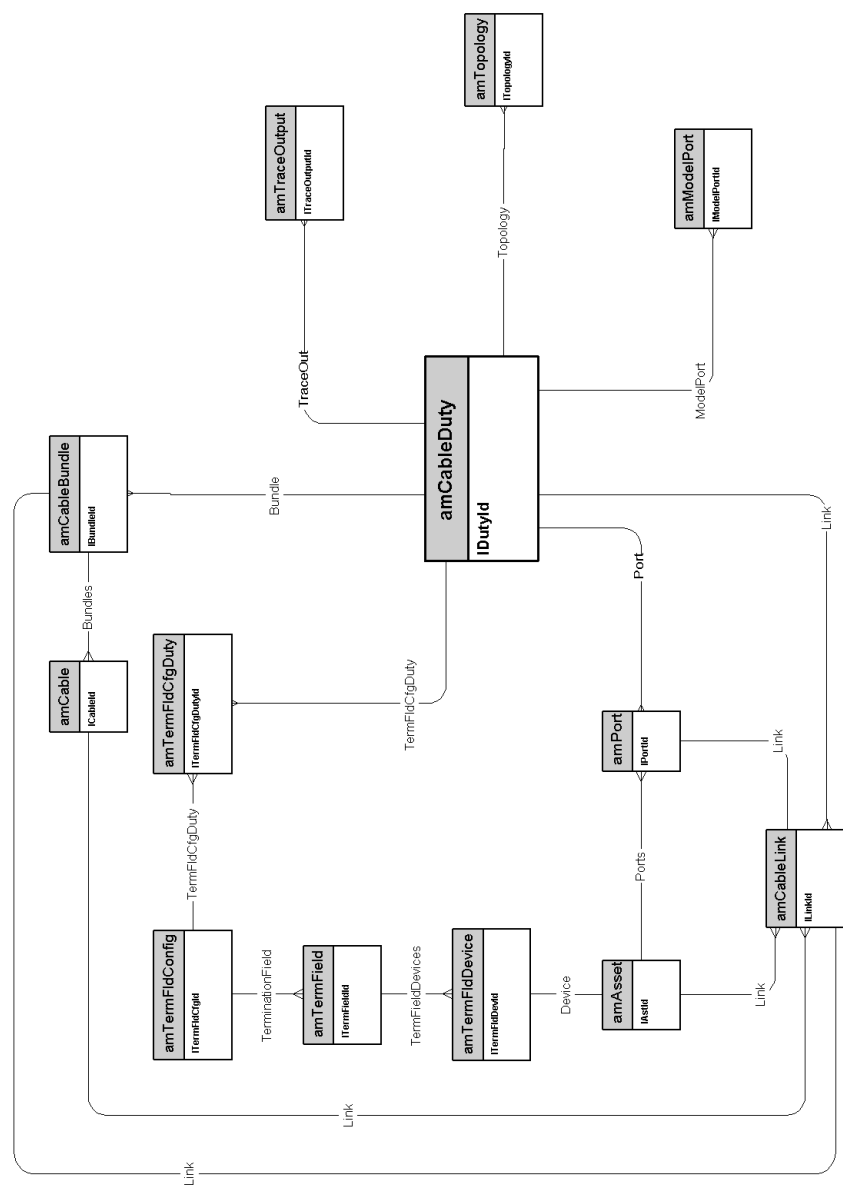 amCable
lCableId
amCableBundle
lBundleId
Bundles
amTermFldConfig
lTermFldCfgId
amTermFldCfgDuty
lTermFldCfgDutyId
Link
TermFldCfgDuty
TerminationField
Bundle
amTraceOutput
lTraceOutputId
TraceOut
amTermField
lTermFieldId
Link
TermFieldDevices
TermFldCfgDuty
amCableDuty
lDutyId
amTermFldDevice
lTermFldDevId
amTopology
lTopologyId
Topology
Device
amAsset
lAstId
amPort
lPortId
Ports
Port
amModelPort
lModelPortId
ModelPort
Link
Link
amCableLink
lLinkId
Link